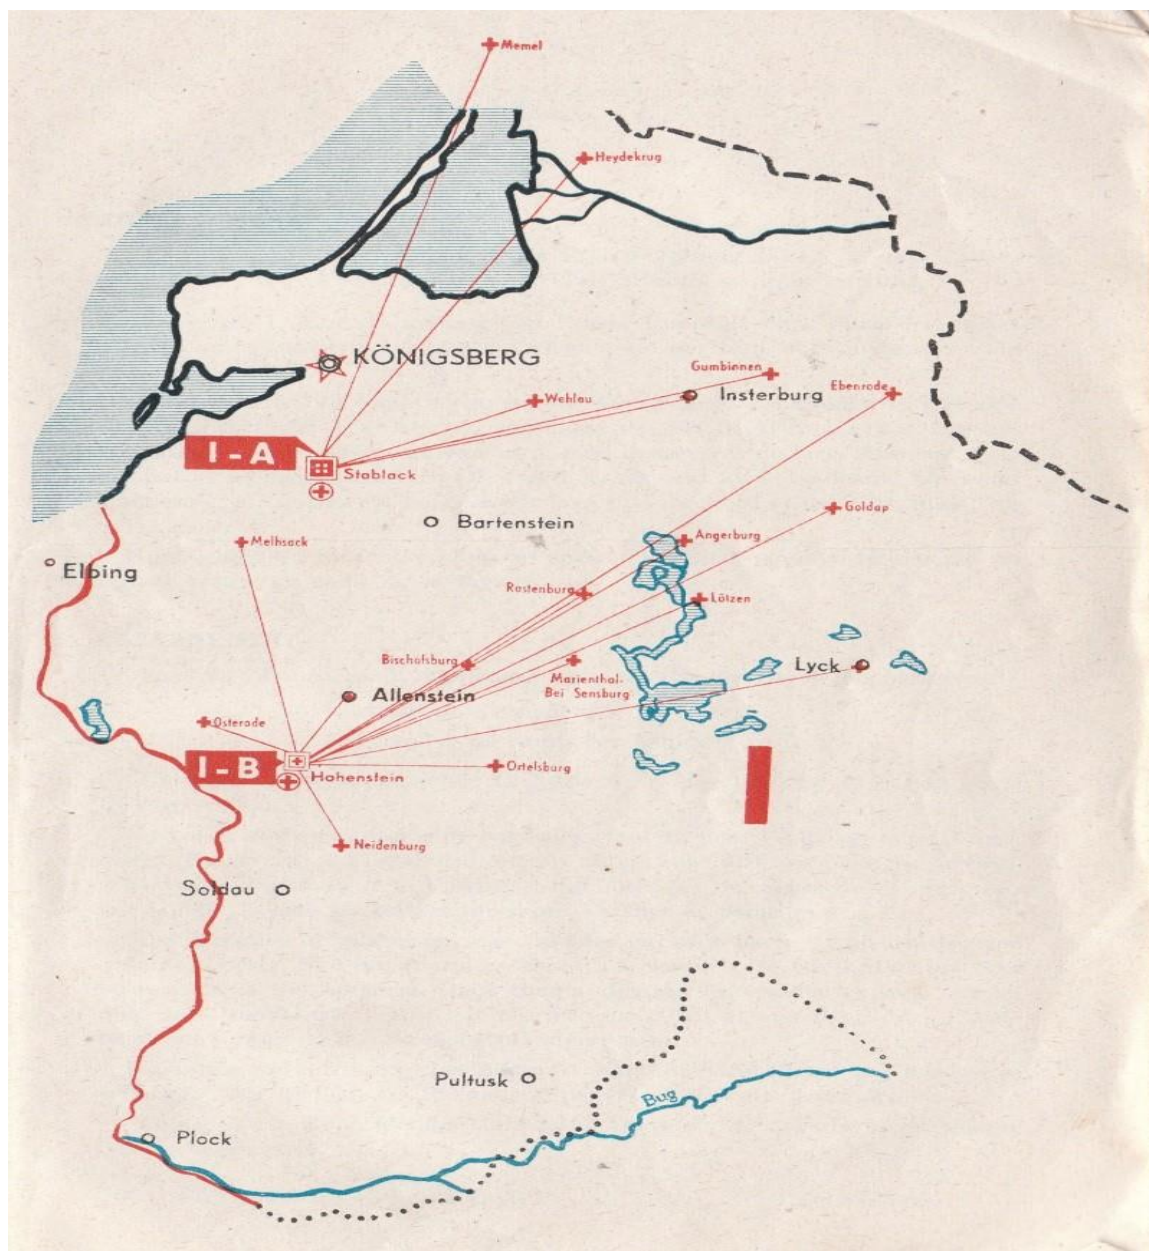 Memel
Heydekrug
KÖNIGSBERG
Gumbinnen
Ebenrode
Insterburg
Wehlau
I-A
Stablack
Goldap
Bartenstein
Angerburg
Melhsack
Elbing
Rastenburg
Lötzen
Bischofsburg
Lyck
Marienthal-
Bei Sensburg
Allenstein
Osterode
I-B
Hohenstein
Ortelsburg
I
Neidenburg
Soldau
Pultusk
Bug
Plock